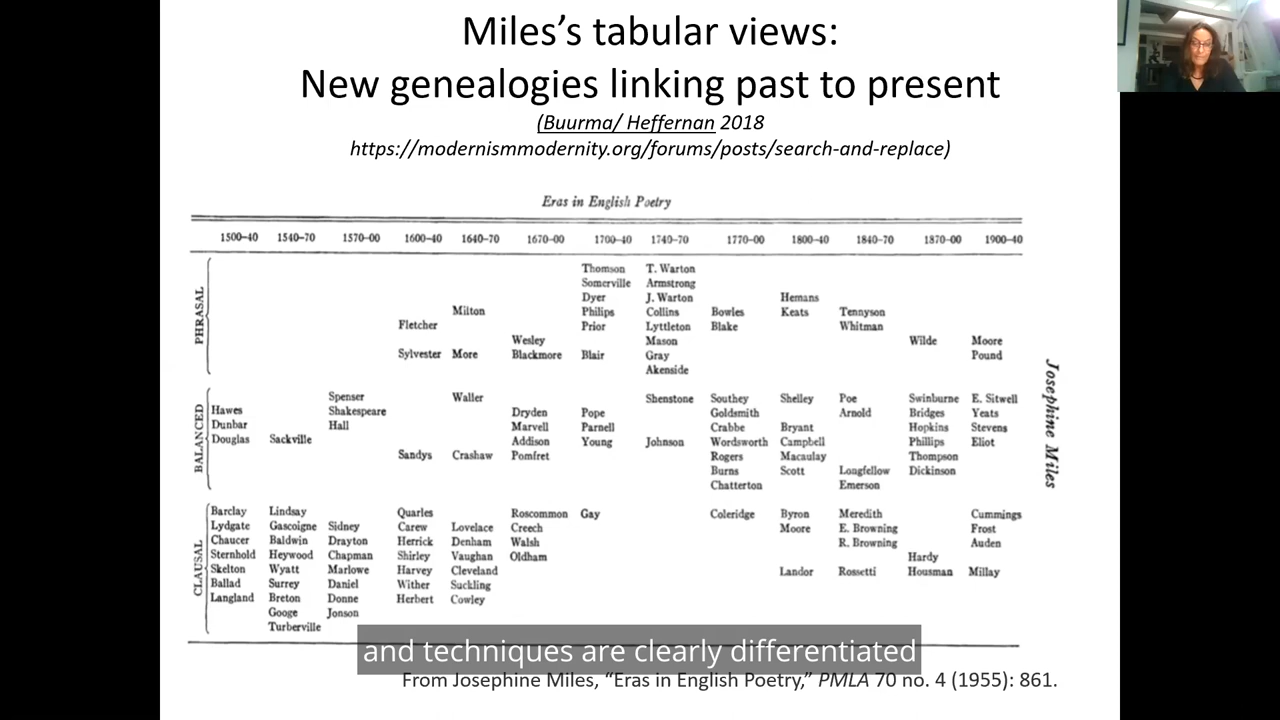 Miles’s tabular views:
New genealogies linking past to present
(Buurma/ Heffernan 2018
https://modernismmodernity.org/forums/posts/search-and-replace)
Eras in English Poetry
1500–40 1540–70 1570–00 1600–40 1640–70 1670–00 1700–40 1740–70 1770–00 1800–40 1840–70 1870–00 1900–40
PHRASAL
Thomson T. Warton
Somerville Armstrong
Dyer J. Warton Hemans
Milton Philips Collins Bowles Keats Tennyson
Fletcher Prior Lyttleton Blake Whitman
Wesley Mason Wilde Moore
Sylvester More Blackmore Blair Gray Pound
Akenside
BALANCED
Spenser Waller Shenstone Southey Shelley Poe Swinburne E. Sitwell
Hawes Shakespeare Dryden Pope Goldsmith Arnold Bridges Yeats
Dunbar Hall Marvell Parnell Crabbe Bryant Hopkins Stevens
Douglas Sackville Addison Young Johnson Wordsworth Campbell Phillips Eliot
Sandys Crashaw Pomfret Rogers Macaulay Thompson
Burns Scott Longfellow Dickinson
Chatterton Emerson
CLAUSAL
Barclay Lindsay Quarles Roscommon Gay Coleridge Byron Meredith Cummings
Lydgate Gascoigne Sidney Carew Lovelace Creech Moore E. Browning Frost
Chaucer Baldwin Drayton Herrick Denham Walsh R. Browning Auden
Sternhold Heywood Chapman Shirley Vaughan Oldham Hardy
Skelton Wyatt Marlowe Harvey Cleveland Landor Rossetti Housman Millay
Ballad Surrey Daniel Wither Suckling
Langland Breton Donne Herbert Cowley
Googe Jonson
Turberville
Josephine Miles
and techniques are clearly differentiated
From Josephine Miles, “Eras in English Poetry,” PMLA 70 no. 4 (1955): 861.